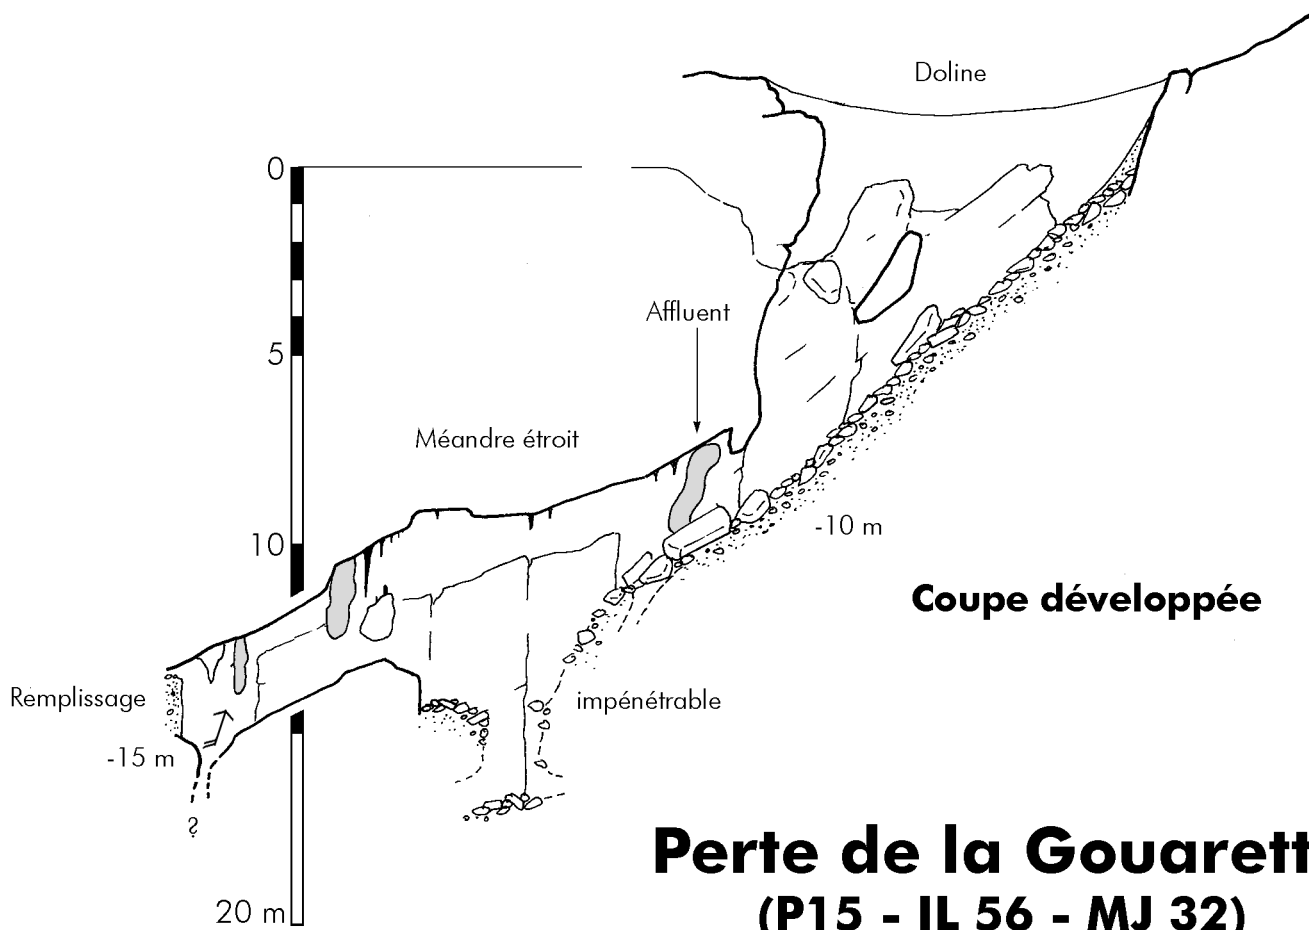 Doline
0
Affluent
5
Méandre étroit
-10 m
10
Coupe développée
Remplissage
impénétrable
-15 m
?
Perte de la Gouarett
20 m
(P15 - IL 56 - MJ 32)